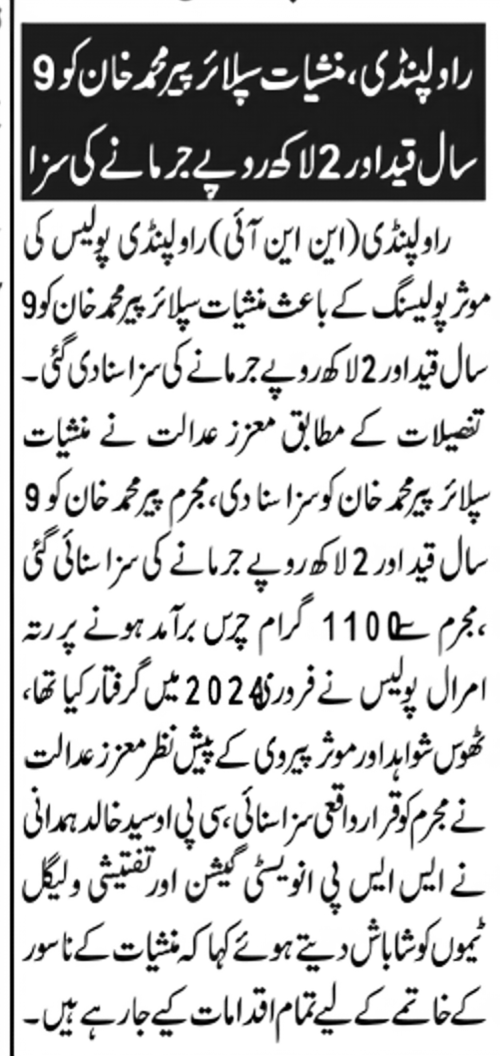 راولپنڈی، منشیات سپلائر پیر محمد خان کو 9
سال قید اور 2 لاکھ روپے جرمانے کی سزا
راولپنڈی (این این آئی) راولپنڈی پولیس کی
موثر پولیسنگ کے باعث منشیات سپلائر پیر محمد خان کو 9
سال قید اور 2 لاکھ روپے جرمانے کی سزا سنا دی گئی۔
تفصیلات کے مطابق معزز عدالت نے منشیات
سپلائر پیر محمد خان کو سزا سنا دی، مجرم پیر محمد خان کو 9
سال قید اور 2 لاکھ روپے جرمانے کی سزا سنائی گئی
،مجرم سے 1100 گرام چرس برآمد ہونے پر رتہ
امرال پولیس نے فروری 2024 میں گرفتار کیا تھا،
ٹھوس شواہد اور موثر پیروی کے پیش نظر معزز عدالت
نے مجرم کو قرار واقعی سزا سنائی، سی پی او سید خالد ہمدانی
نے ایس ایس پی انویسٹی گیشن اور تفتیشی و لیگل
ٹیموں کو شاباش دیتے ہوئے کہا کہ منشیات کے ناسور
کے خاتمے کے لیے تمام اقدامات کیے جا رہے ہیں۔